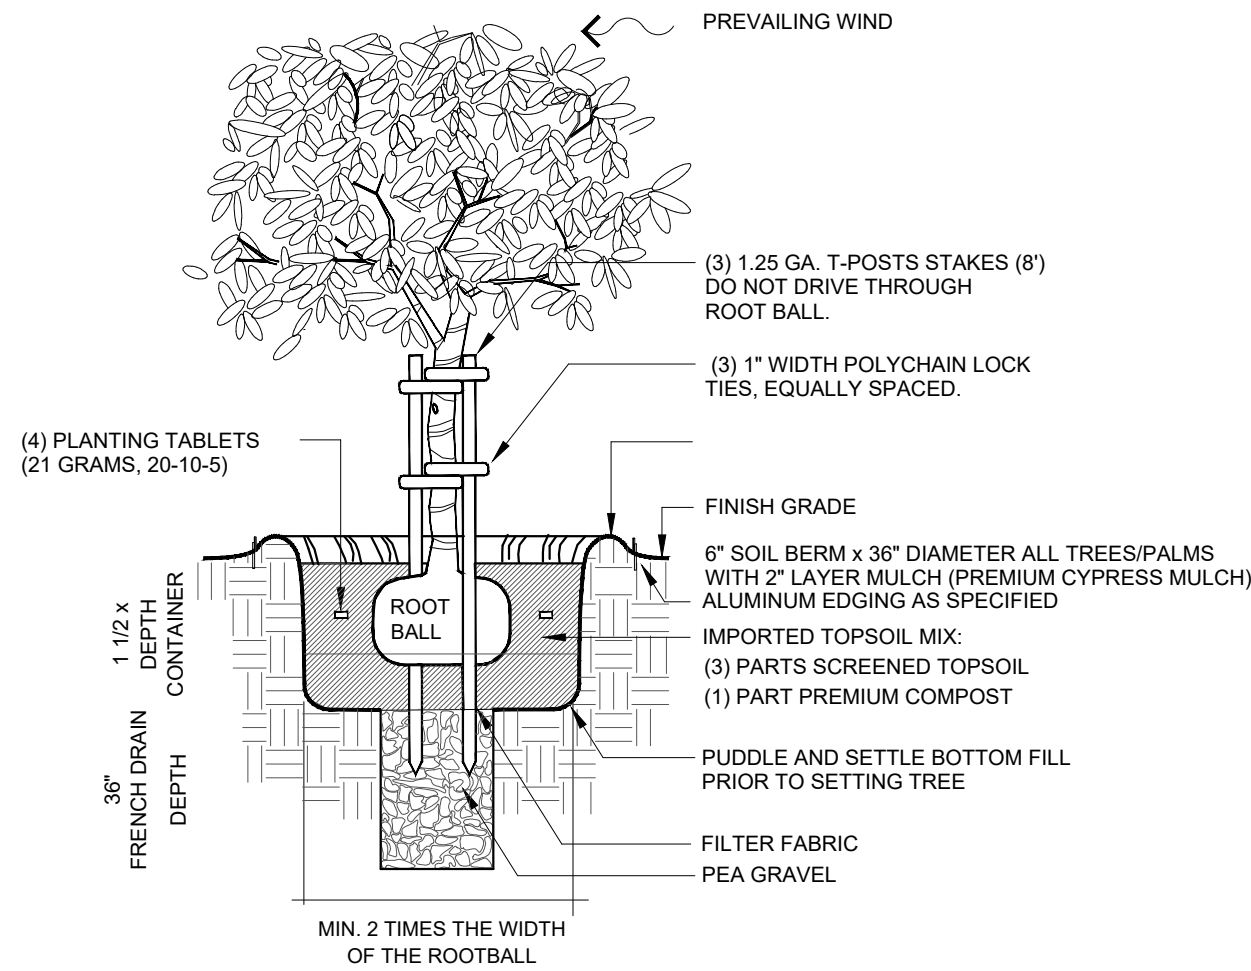 PREVAILING WIND
(3) 1.25 GA. T-POSTS STAKES (8')
DO NOT DRIVE THROUGH
ROOT BALL.
(3) 1" WIDTH POLYCHAIN LOCK
TIES, EQUALLY SPACED.
(4) PLANTING TABLETS
(21 GRAMS, 20-10-5)
FINISH GRADE
6" SOIL BERM x 36" DIAMETER ALL TREES/PALMS
WITH 2" LAYER MULCH (PREMIUM CYPRESS MULCH)
ALUMINUM EDGING AS SPECIFIED
ROOT
BALL
1 1/2 x
DEPTH
CONTAINER
IMPORTED TOPSOIL MIX:
(3) PARTS SCREENED TOPSOIL
(1) PART PREMIUM COMPOST
36"
FRENCH DRAIN
DEPTH
PUDDLE AND SETTLE BOTTOM FILL
PRIOR TO SETTING TREE
FILTER FABRIC
PEA GRAVEL
MIN. 2 TIMES THE WIDTH
OF THE ROOTBALL